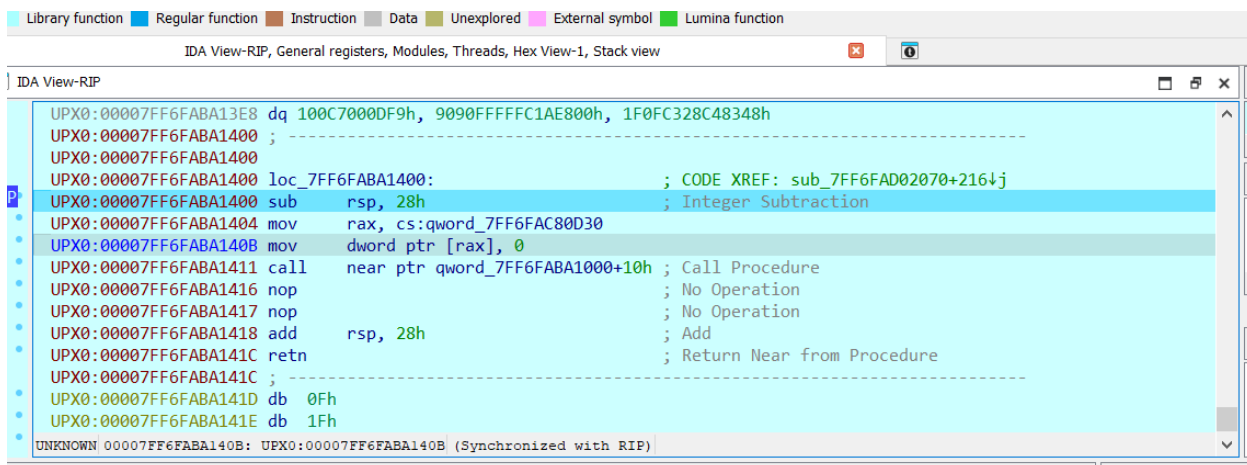 Library function Regular function Instruction Data Unexplored External symbol Lumina function
IDA View-RIP, General registers, Modules, Threads, Hex View-1, Stack view
IDA View-RIP
UPX0:00007FF6FABA13E8 dq 100C7000DF9h, 9090FFFFFC1AE800h, 1F0FC328C48348h
UPX0:00007FF6FABA1400 ; ---------------------------------------------------------------------------
UPX0:00007FF6FABA1400
UPX0:00007FF6FABA1400 loc_7FF6FABA1400: ; CODE XREF: sub_7FF6FAD02070+216↓j
UPX0:00007FF6FABA1400 sub rsp, 28h ; Integer Subtraction
UPX0:00007FF6FABA1404 mov rax, cs:qword_7FF6FAC80D30
UPX0:00007FF6FABA140B mov dword ptr [rax], 0
UPX0:00007FF6FABA1411 call near ptr qword_7FF6FABA1000+10h ; Call Procedure
UPX0:00007FF6FABA1416 nop ; No Operation
UPX0:00007FF6FABA1417 nop ; No Operation
UPX0:00007FF6FABA1418 add rsp, 28h ; Add
UPX0:00007FF6FABA141C retn ; Return Near from Procedure
UPX0:00007FF6FABA141C ; ---------------------------------------------------------------------------
UPX0:00007FF6FABA141D db 0Fh
UPX0:00007FF6FABA141E db 1Fh
UNKNOWN 00007FF6FABA140B: UPX0:00007FF6FABA140B (Synchronized with RIP)